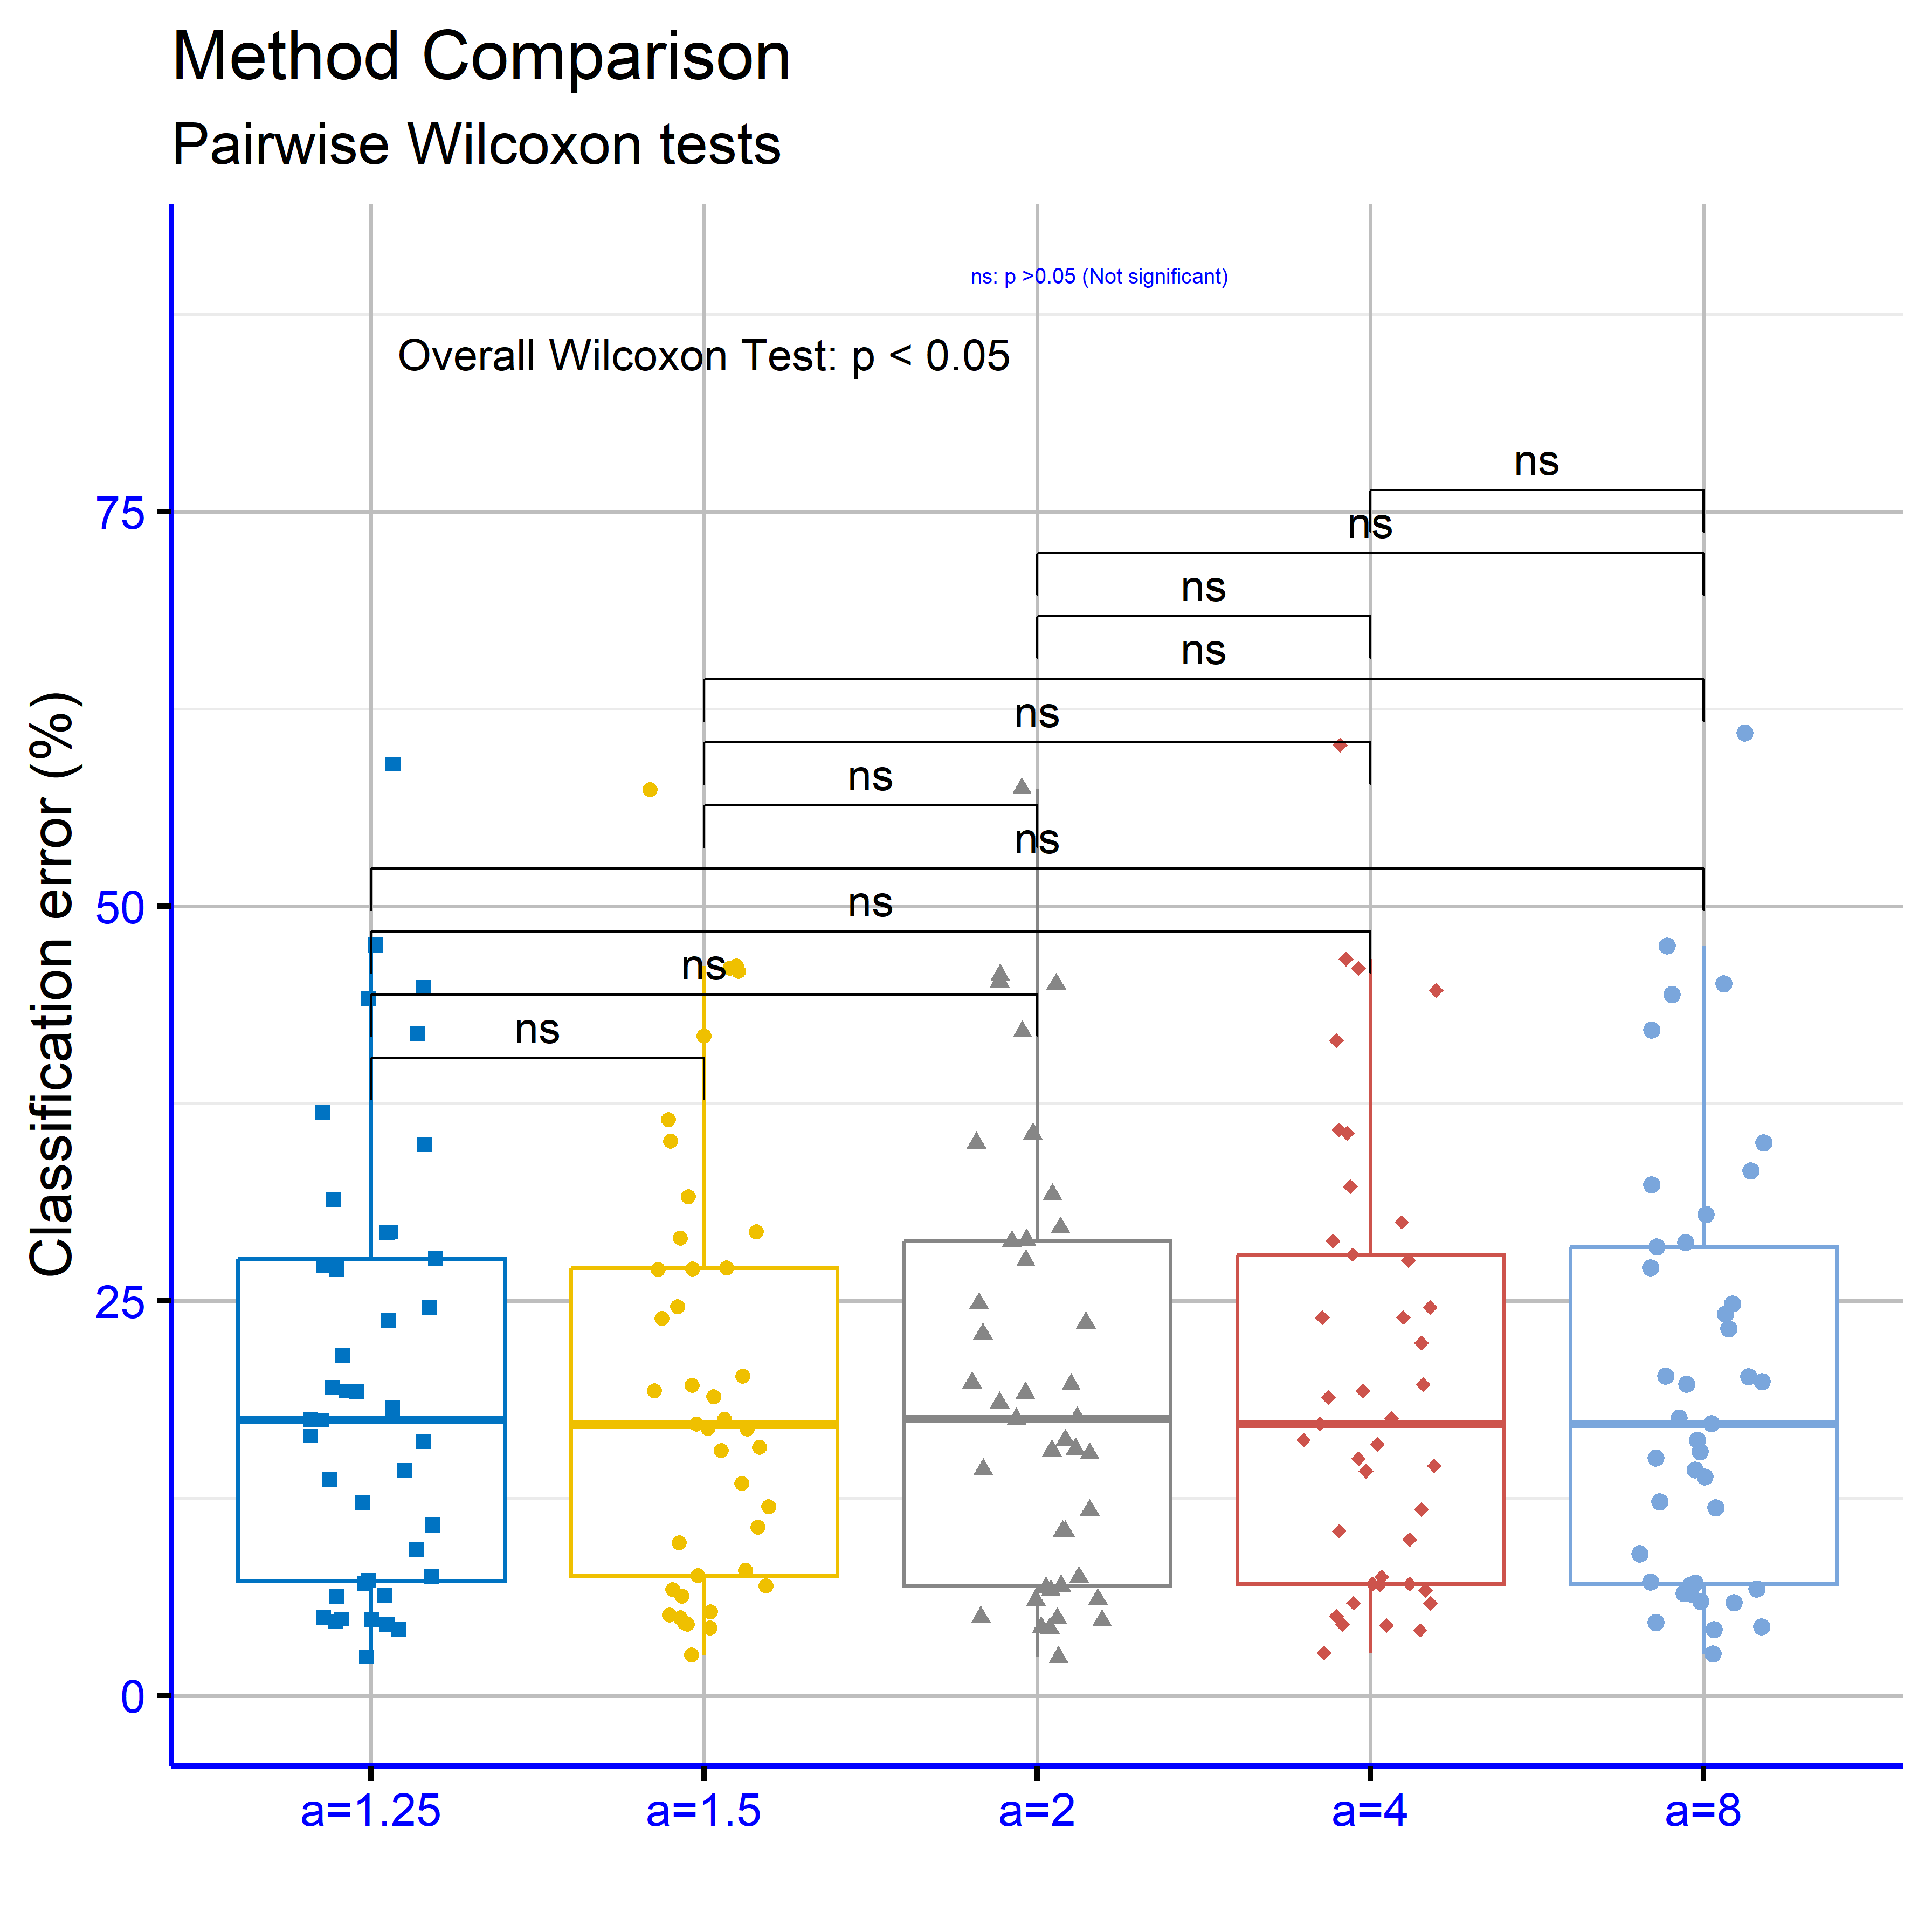 Method Comparison
Pairwise Wilcoxon tests
ns: p >0.05 (Not significant)
Overall Wilcoxon Test: p < 0.05
ns
75
ns
ns
ns
ns
ns
ns
50
ns
ns
ns
Classification error (%)
25
0
a=1.25
a=1.5
a=2
a=4
a=8